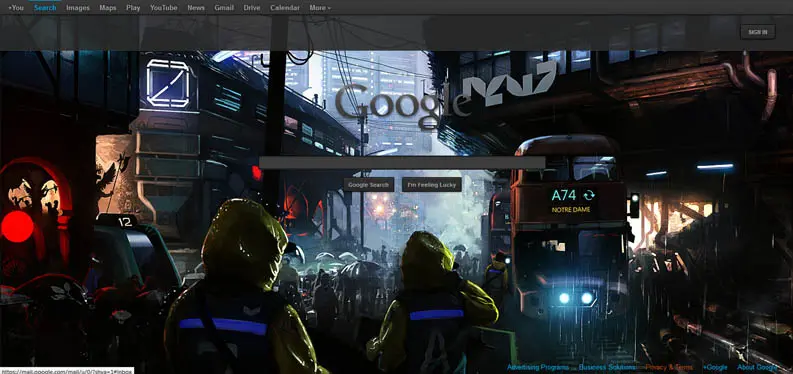 +You Search Images Maps Play YouTube News Gmail Drive Calendar More
SIGN IN
Google
12
A74
NOTRE DAME
Google Search I'm Feeling Lucky
Advertising Programs Business Solutions Privacy & Terms +Google About Google
https://mail.google.com/mail/u/0/?shva=1#inbox